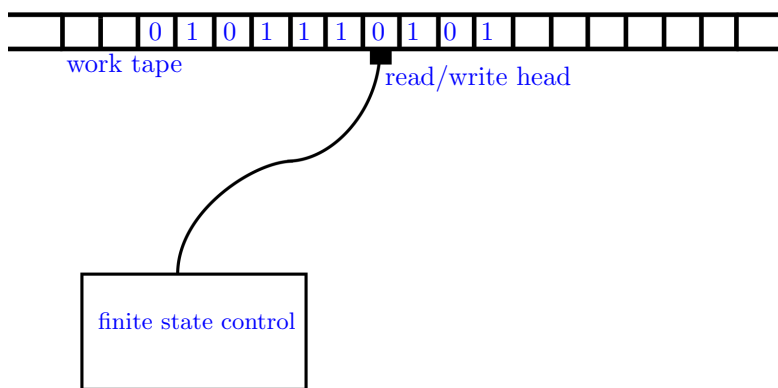 0 1 0 1 1 1 0 1 0 1
work tape
read/write head
finite state control